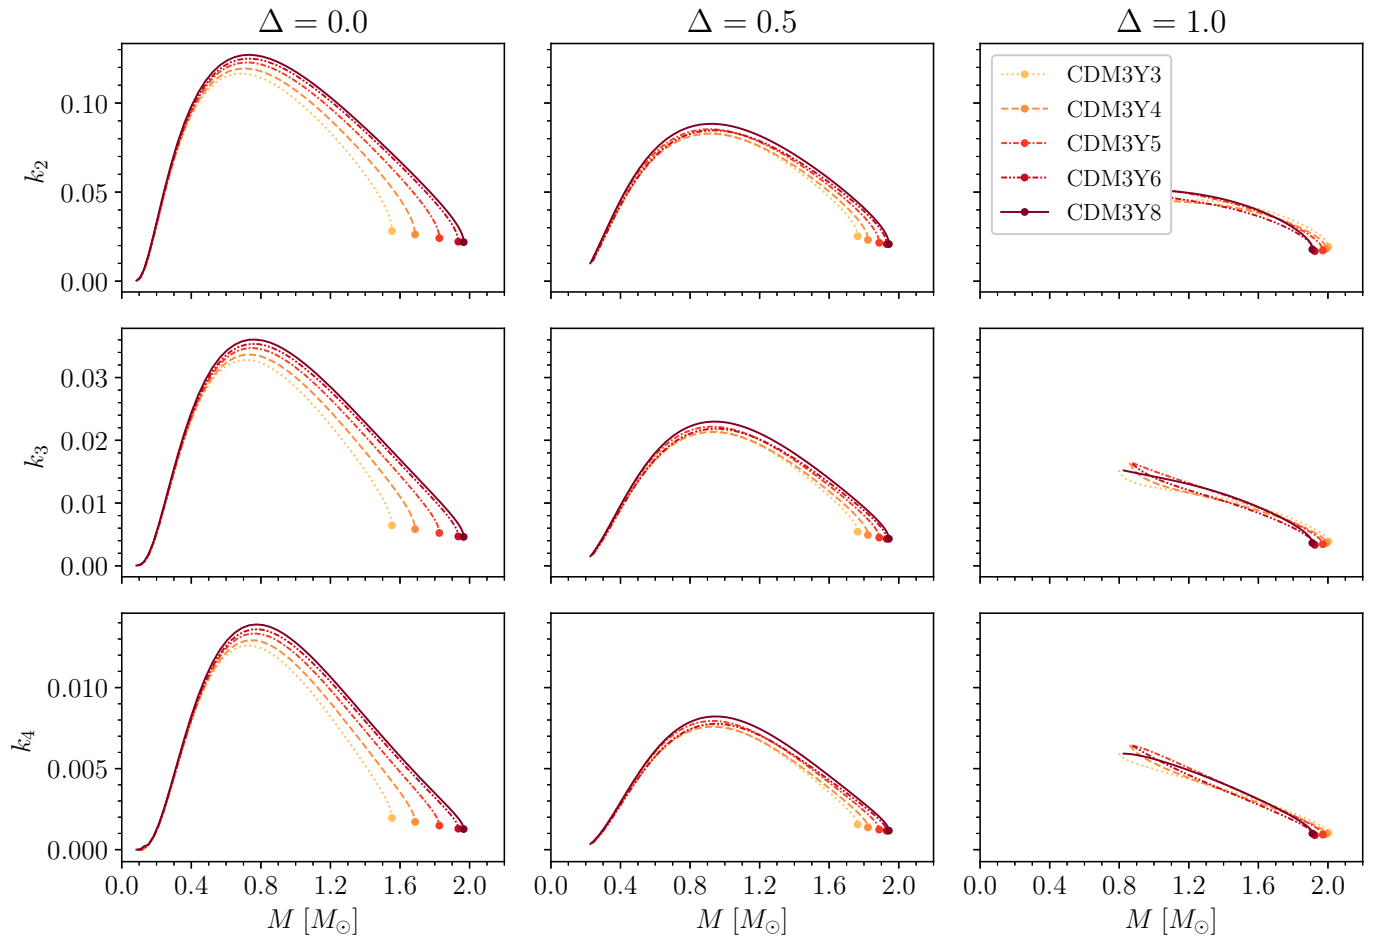 Δ = 0.0
Δ = 0.5
Δ = 1.0
k₂
0.10
0.05
0.00
CDM3Y3
CDM3Y4
CDM3Y5
CDM3Y6
CDM3Y8
k₃
0.03
0.02
0.01
0.00
k₄
0.010
0.005
0.000
0.0 0.4 0.8 1.2 1.6 2.0
0.0 0.4 0.8 1.2 1.6 2.0
0.0 0.4 0.8 1.2 1.6 2.0
M [M⊙]
M [M⊙]
M [M⊙]